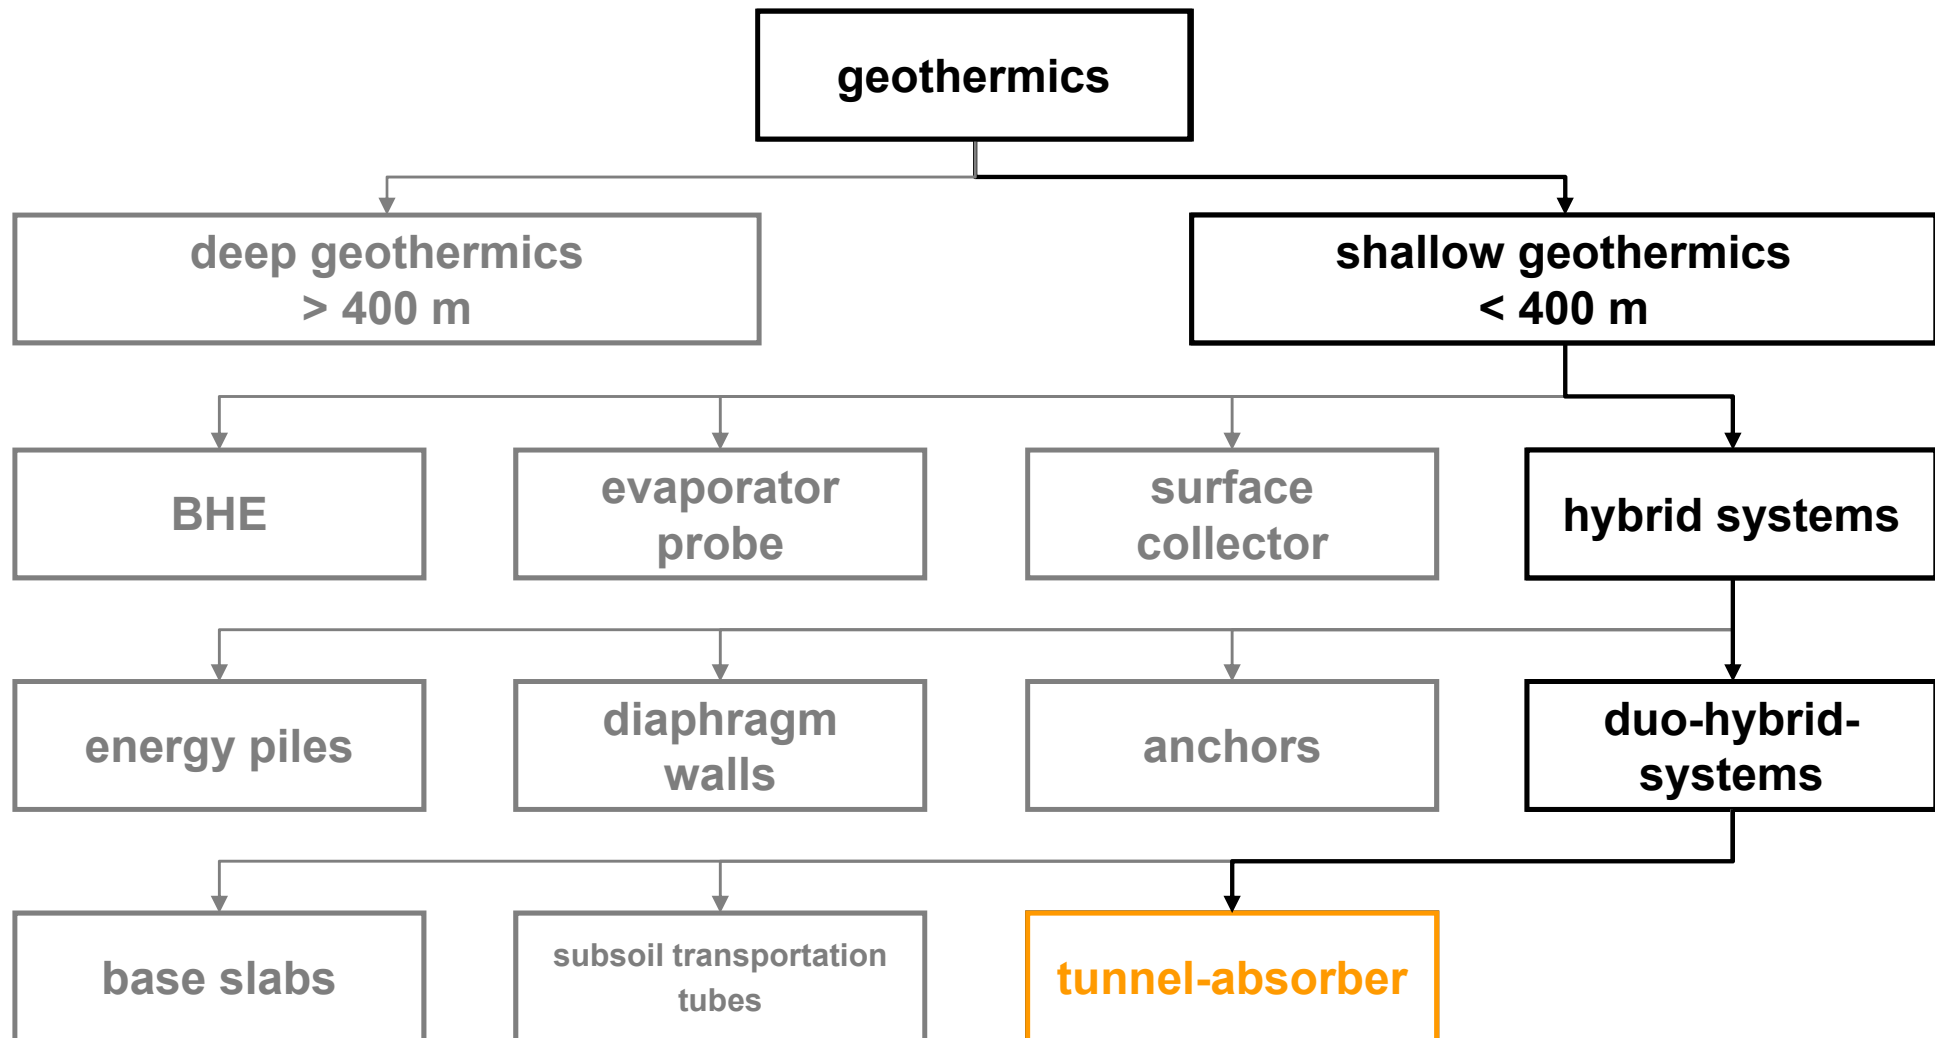 geothermics
deep geothermics
> 400 m
shallow geothermics
< 400 m
BHE
evaporator
probe
surface
collector
hybrid systems
energy piles
diaphragm
walls
anchors
duo-hybrid-
systems
base slabs
subsoil transportation
tubes
tunnel-absorber